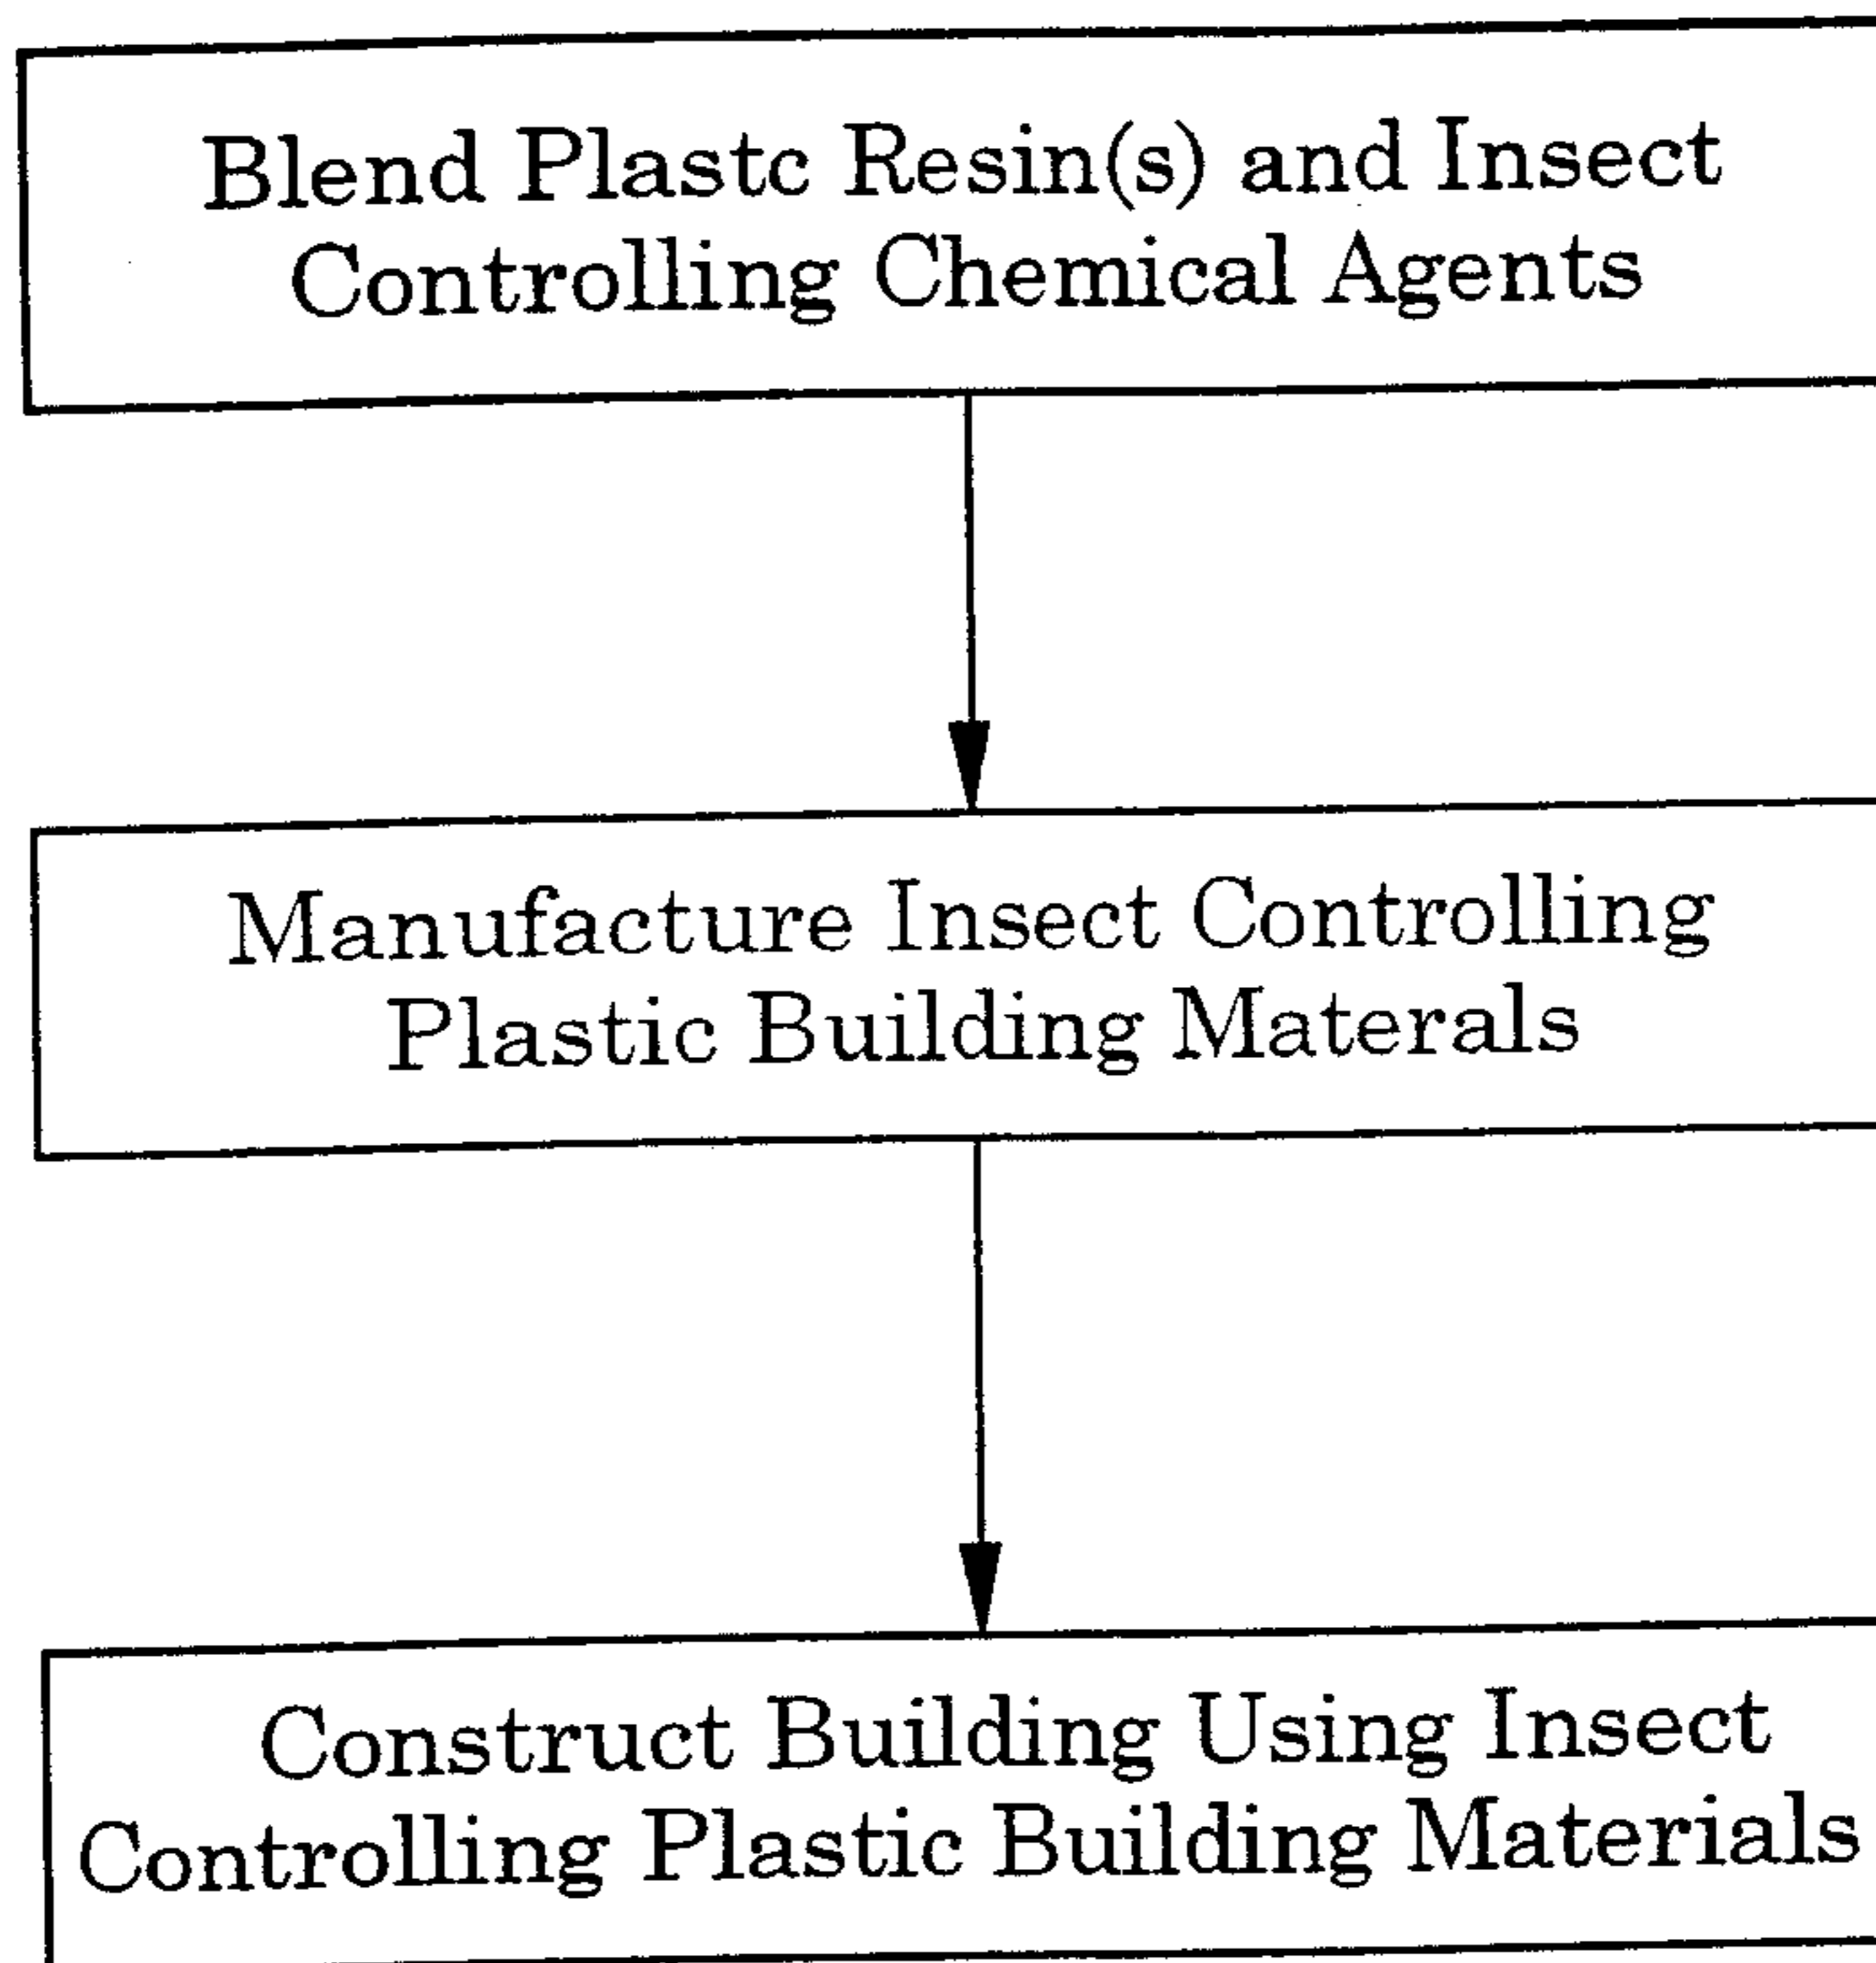 Blend Plastc Resin(s) and Insect
Controlling Chemical Agents
Manufacture Insect Controlling
Plastic Building Materals
Construct Building Using Insect
Controlling Plastic Building Materials